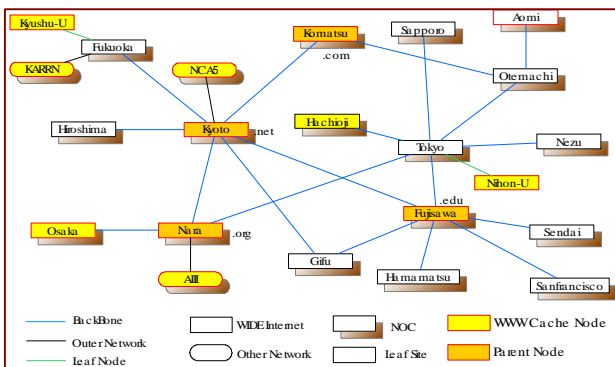 Kyushu-U
Fukuoka
KARRN
NCA5
Komatsu
.com
Sapporo
Aomi
Otemachi
Hiroshima
Kyoto
.net
Hachioji
Tokyo
Nezu
Nihon-U
Osaka
Nara
.org
.edu
Fujisawa
Sendai
Gifu
Hamamatsu
Sanfrancisco
AIII
BackBone
Outer Network
Leaf Node
WIDE Internet
Other Network
NOC
Leaf Site
WWW Cache Node
Parent Node